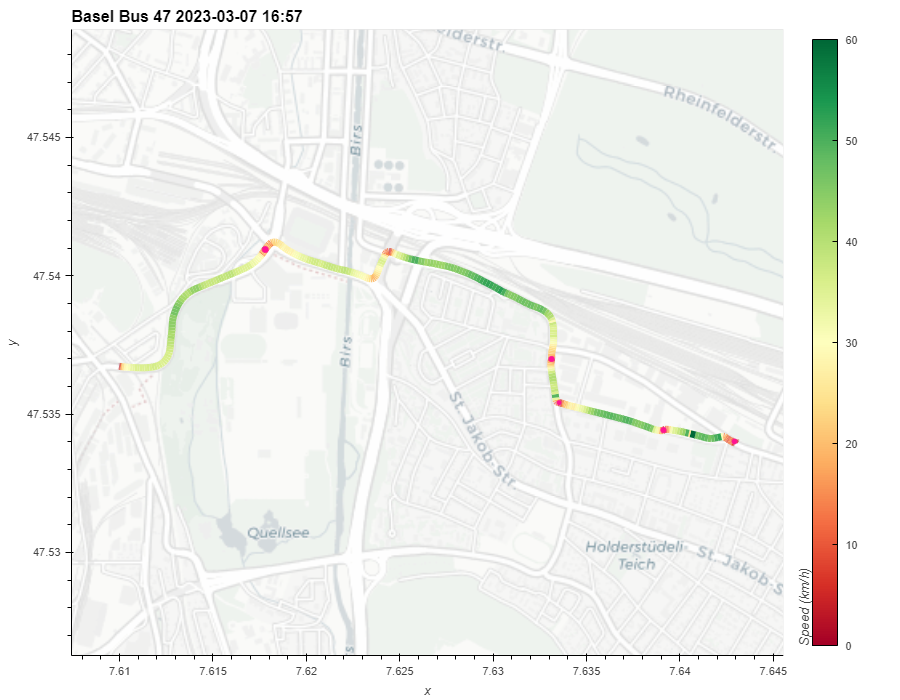 Basel Bus 47 2023-03-07 16:57
60
50
40
30
20
10
0
Speed (km/h)
47.545
47.54
47.535
47.53
y
7.61
7.615
7.62
7.625
7.63
7.635
7.64
7.645
x
lderstr.
Rheinfelderstr.
Birs
Birs
St. Jakob-Str.
Quellsee
Holderstüdeli-
Teich
St. Jakob-S
s